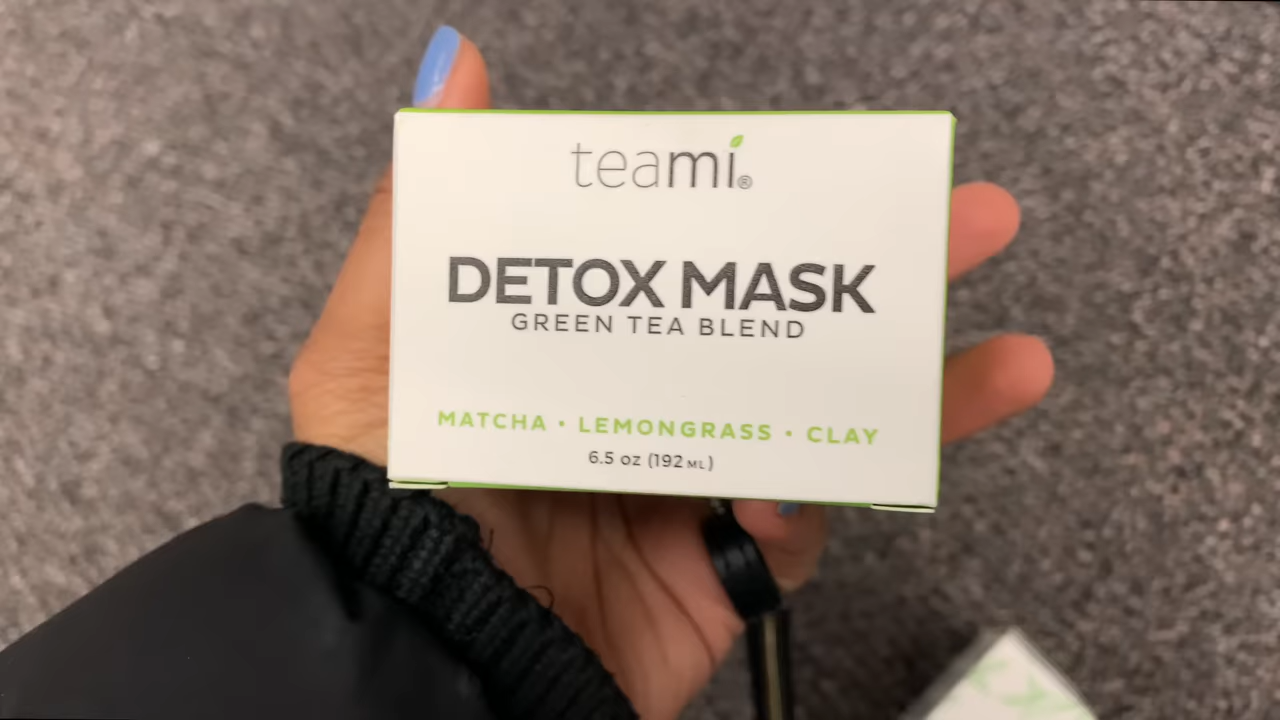 teami®
DETOX MASK
GREEN TEA BLEND
MATCHA • LEMONGRASS • CLAY
6.5 oz (192 ML)